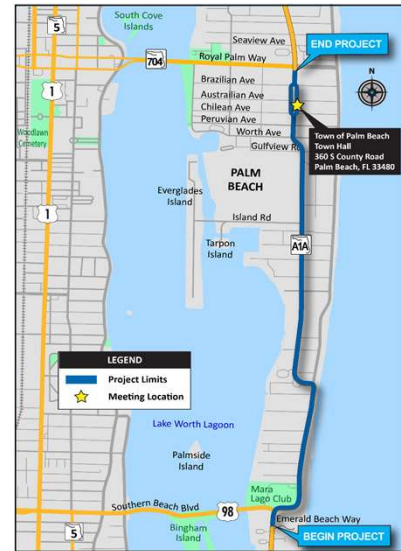 South Cove
Islands
5
Seaview Ave
END PROJECT
704
Royal Palm Way
N
1
Brazilian Ave
Austrailian Ave
Chilean Ave
Peruvian Ave
Worth Ave
Gulfview Rd
Woodlawn
Cemetery
Town of Palm Beach
Town Hall
360 S County Road
Palm Beach, FL 33480
PALM
BEACH
Everglades
Island
1
Island Rd
Tarpon
Island
A1A
LEGEND
Project Limits
Meeting Location
Lake Worth Lagoon
Palmside
Island
Mara
Lago Club
Southern Beach Blvd
98
Emerald Beach Way
5
Bingham
Island
BEGIN PROJECT